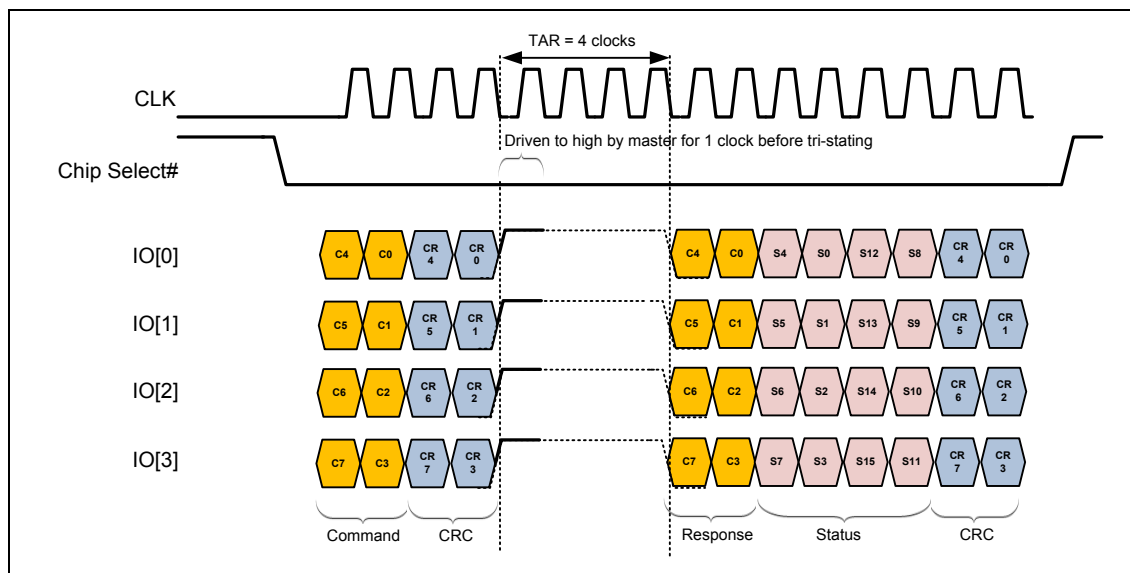 TAR = 4 clocks
CLK
Driven to high by master for 1 clock before tri-stating
Chip Select#
IO[0] C4 C0 CR 4 CR 0 C4 C0 S4 S0 S12 S8 CR 4 CR 0
IO[1] C5 C1 CR 5 CR 1 C5 C1 S5 S1 S13 S9 CR 5 CR 1
IO[2] C6 C2 CR 6 CR 2 C6 C2 S6 S2 S14 S10 CR 6 CR 2
IO[3] C7 C3 CR 7 CR 3 C7 C3 S7 S3 S15 S11 CR 7 CR 3
Command CRC Response Status CRC